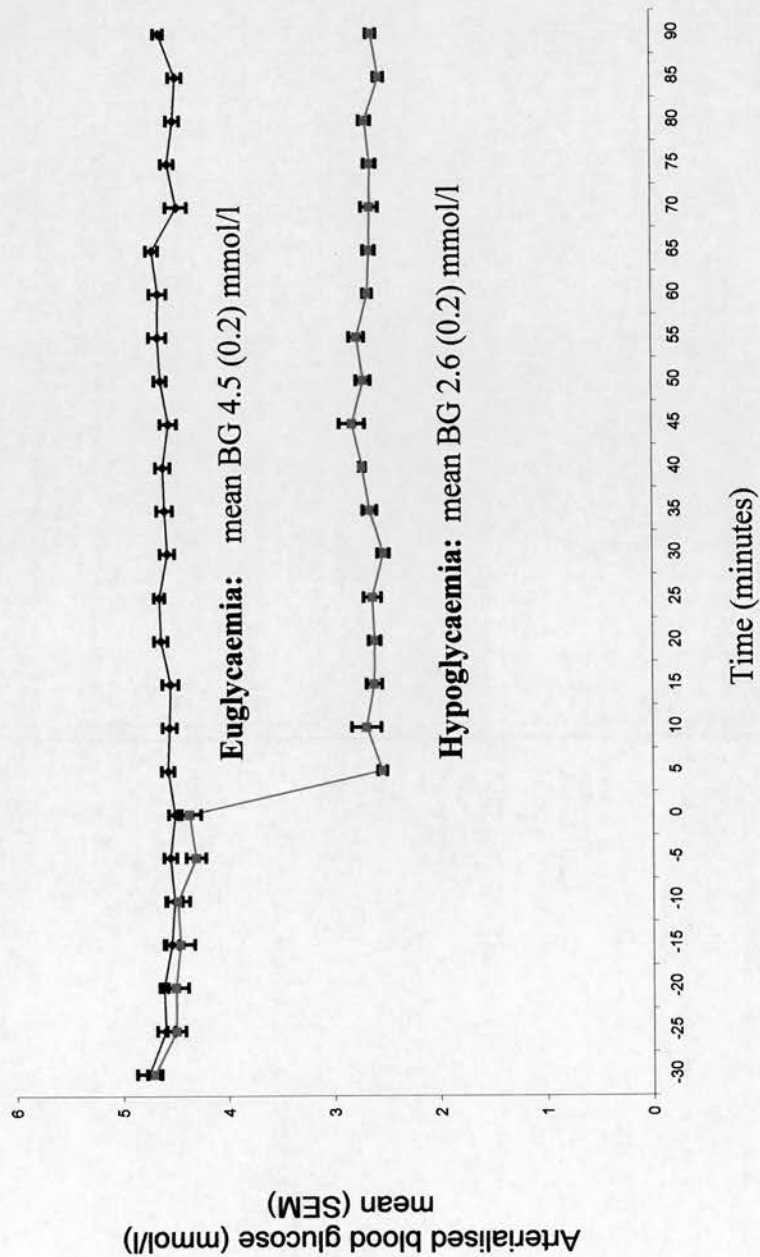 Arterialised blood glucose (mmol/l)
mean (SEM)
6
5
4
3
2
1
0
Euglycaemia: mean BG 4.5 (0.2) mmol/l
Hypoglycaemia: mean BG 2.6 (0.2) mmol/l
-30 -25 -20 -15 -10 -5 0 5 10 15 20 25 30 35 40 45 50 55 60 65 70 75 80 85 90
Time (minutes)